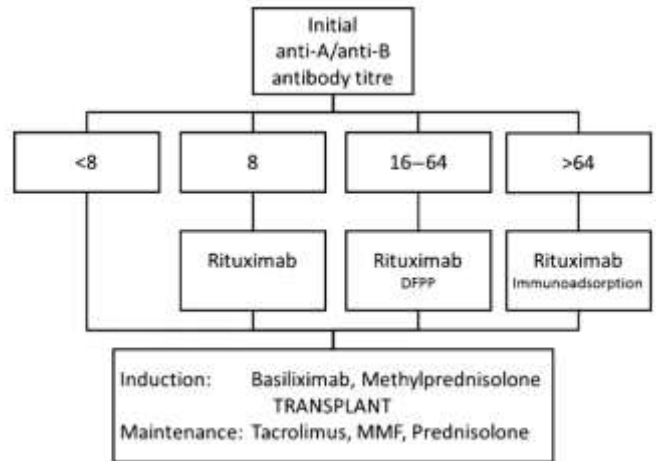 Initial
anti-A/anti-B
antibody titre
<8
8
16–64
>64
Rituximab
Rituximab
DFPP
Rituximab
Immunoadsorption
Induction: Basiliximab, Methylprednisolone
TRANSPLANT
Maintenance: Tacrolimus, MMF, Prednisolone